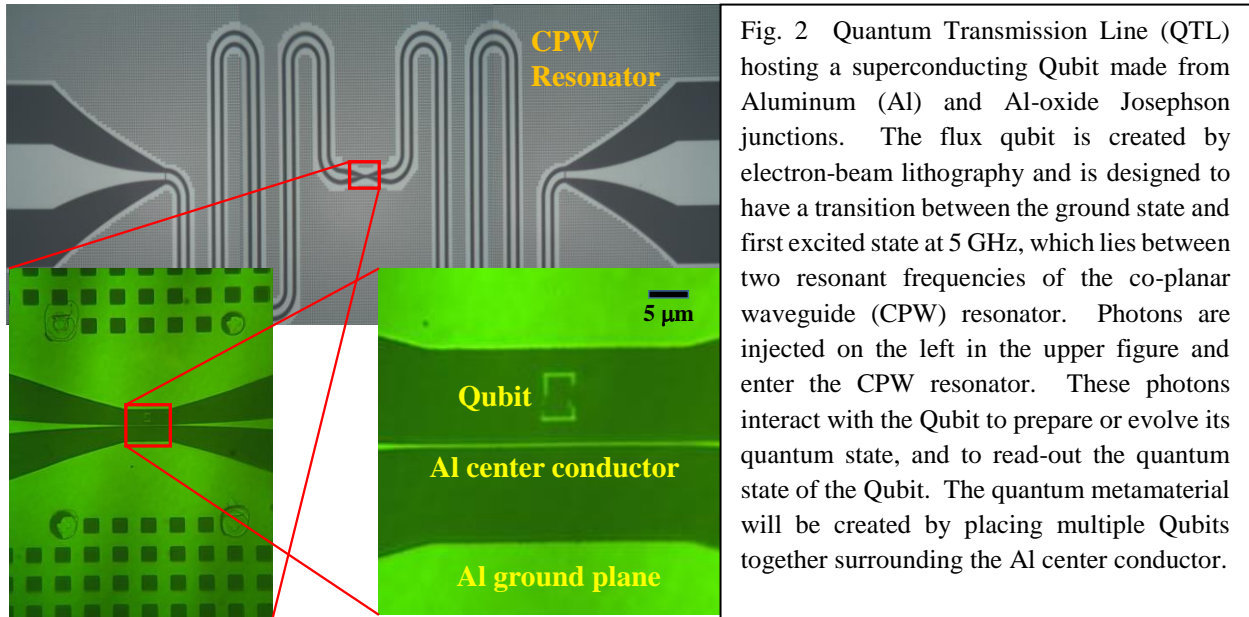 CPW
Resonator
5 μm
Qubit
Al center conductor
Al ground plane
Fig. 2 Quantum Transmission Line (QTL)
hosting a superconducting Qubit made from
Aluminum (Al) and Al-oxide Josephson
junctions. The flux qubit is created by
electron-beam lithography and is designed to
have a transition between the ground state and
first excited state at 5 GHz, which lies between
two resonant frequencies of the co-planar
waveguide (CPW) resonator. Photons are
injected on the left in the upper figure and
enter the CPW resonator. These photons
interact with the Qubit to prepare or evolve its
quantum state, and to read-out the quantum
state of the Qubit. The quantum metamaterial
will be created by placing multiple Qubits
together surrounding the Al center conductor.